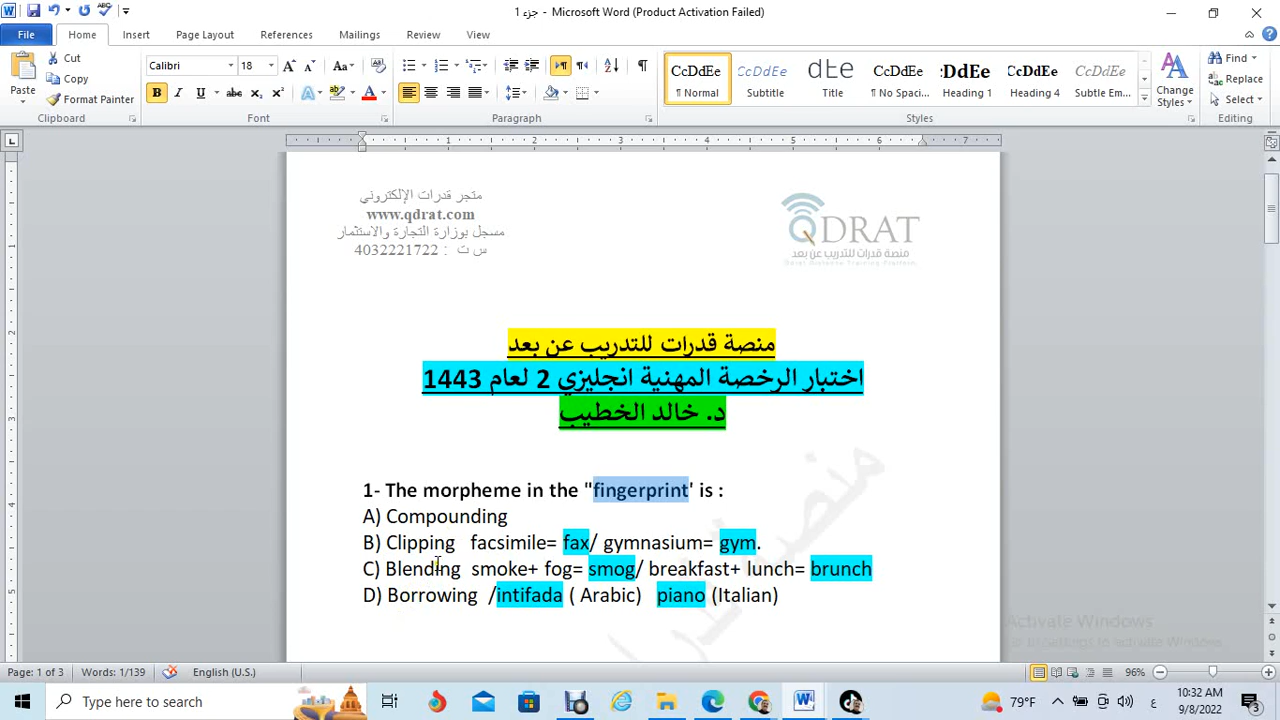 جزء 1 - Microsoft Word (Product Activation Failed)
File Home Insert Page Layout References Mailings Review View
Cut
Copy
Format Painter
Paste
Clipboard
Calibri 18
Font
Paragraph
AaBbCcDdEe
¶ Normal
Subtitle
Title
¶ No Spaci...
Heading 1
Heading 4
Subtle Em...
Change Styles
Styles
Find
Replace
Select
Editing
متجر قدرات الإلكتروني
www.qdrat.com
مسجل بوزارة التجارة والاستثمار
س ت : 4032221722
QDRAT
منصة قدرات للتدريب عن بعد
منصة قدرات للتدريب عن بعد
اختبار الرخصة المهنية انجليزي 2 لعام 1443
د. خالد الخطيب
1- The morpheme in the "fingerprint' is :
A) Compounding
B) Clipping facsimile= fax/ gymnasium= gym.
C) Blending smoke+ fog= smog/ breakfast+ lunch= brunch
D) Borrowing /intifada ( Arabic) piano (Italian)
Activate Windows
Page: 1 of 3 Words: 1/139 English (U.S.) 96%
Type here to search
79°F
ع
10:32 AM
9/8/2022